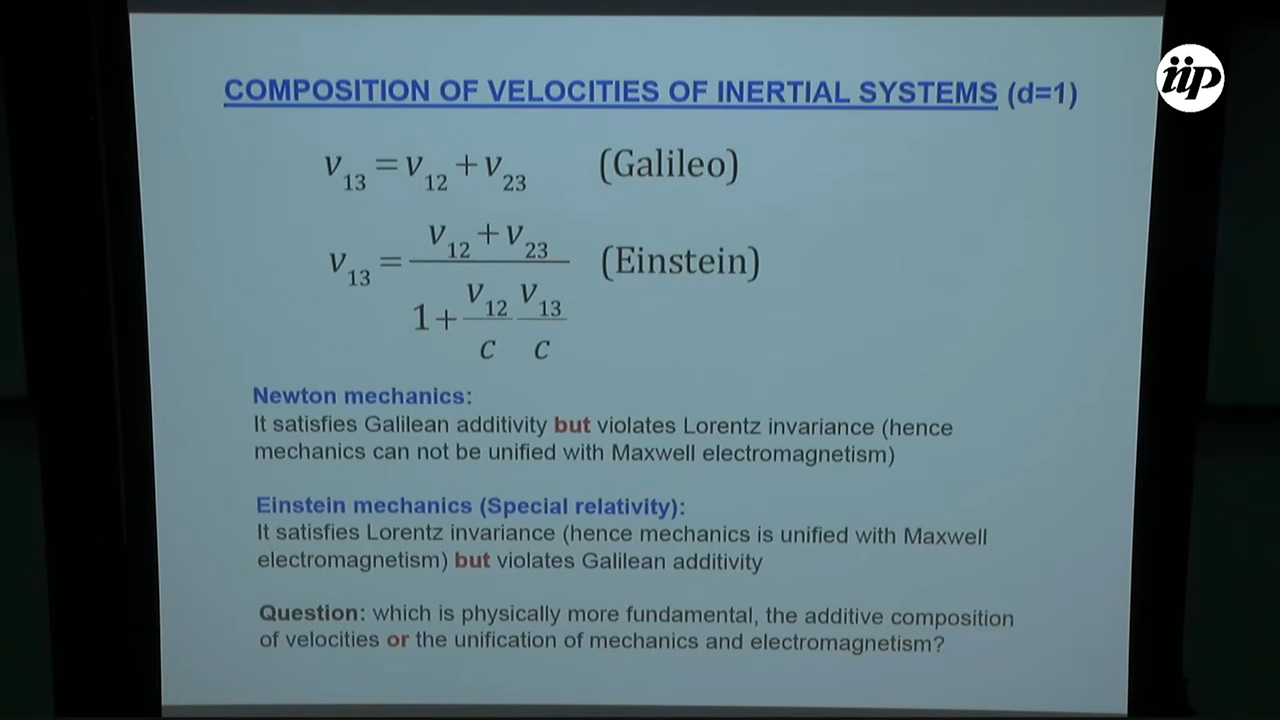 iip
COMPOSITION OF VELOCITIES OF INERTIAL SYSTEMS (d=1)
v₁₃ = v₁₂ + v₂₃ (Galileo)
v₁₂ + v₂₃
v₁₃ = (Einstein)
1 + v₁₂ v₁₃
c c
Newton mechanics:
It satisfies Galilean additivity but violates Lorentz invariance (hence
mechanics can not be unified with Maxwell electromagnetism)
Einstein mechanics (Special relativity):
It satisfies Lorentz invariance (hence mechanics is unified with Maxwell
electromagnetism) but violates Galilean additivity
Question: which is physically more fundamental, the additive composition
of velocities or the unification of mechanics and electromagnetism?